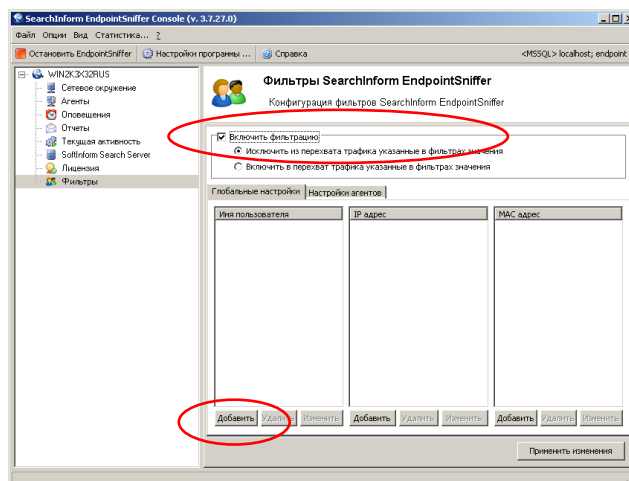 SearchInform EndpointSniffer Console (v. 3.7.27.0)
Файл Опции Вид Статистика... ?
Остановить EndpointSniffer Настройки программы ... Справка <MSSQL> localhost; endpoint
WIN2K3X32RUS
Сетевое окружение
Агенты
Оповещения
Отчеты
Текущая активность
SoftInform Search Server
Лицензия
Фильтры
Фильтры SearchInform EndpointSniffer
Конфигурация фильтров SearchInform EndpointSniffer
Включить фильтрацию
Исключить из перехвата трафика указанные в фильтрах значения
Включить в перехват трафика указанные в фильтрах значения
Глобальные настройки Настройки агентов
Имя пользователя IP адрес MAC адрес
Добавить Удалить Изменить Добавить Удалить Изменить Добавить Удалить Изменить
Применить изменения